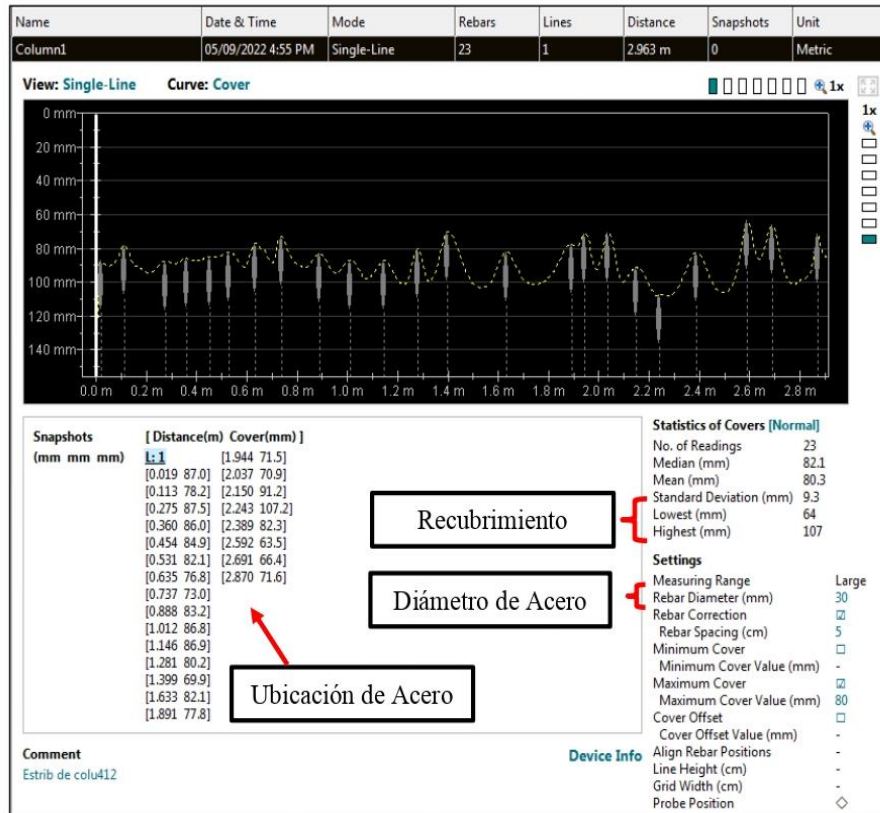 Name Date & Time Mode Rebars Lines Distance Snapshots Unit
Column1 05/09/2022 4:55 PM Single-Line 23 1 2.963 m 0 Metric
View: Single-Line Curve: Cover 1x
1x
0 mm
20 mm
40 mm
60 mm
80 mm
100 mm
120 mm
140 mm
0.0 m 0.2 m 0.4 m 0.6 m 0.8 m 1.0 m 1.2 m 1.4 m 1.6 m 1.8 m 2.0 m 2.2 m 2.4 m 2.6 m 2.8 m
Snapshots
(mm mm mm)
[ Distance(m) Cover(mm) ]
L: 1
[0.019 87.0]
[0.113 78.2]
[0.275 87.5]
[0.360 86.0]
[0.454 84.9]
[0.531 82.1]
[0.635 76.8]
[0.737 73.0]
[0.888 83.2]
[1.012 86.8]
[1.146 86.9]
[1.281 80.2]
[1.399 69.9]
[1.633 82.1]
[1.891 77.8]
[1.944 71.5]
[2.037 70.9]
[2.150 91.2]
[2.243 107.2]
[2.389 82.3]
[2.592 63.5]
[2.691 66.4]
[2.870 71.6]
Recubrimiento
Diámetro de Acero
Ubicación de Acero
Statistics of Covers [Normal]
No. of Readings 23
Median (mm) 82.1
Mean (mm) 80.3
Standard Deviation (mm) 9.3
Lowest (mm) 64
Highest (mm) 107
Settings
Measuring Range Large
Rebar Diameter (mm) 30
Rebar Correction ☑
Rebar Spacing (cm) 5
Minimum Cover ☐
Minimum Cover Value (mm) -
Maximum Cover ☑
Maximum Cover Value (mm) 80
Cover Offset ☐
Cover Offset Value (mm) -
Align Rebar Positions -
Line Height (cm) -
Grid Width (cm) -
Probe Position ◇
Comment
Estrib de colu412
Device Info